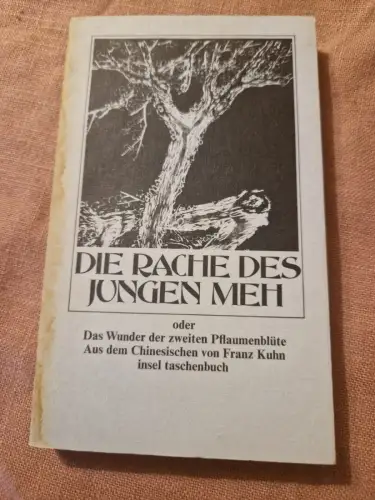 DIE RACHE DES
JUNGEN MEH
oder
Das Wunder der zweiten Pflaumenblüte
Aus dem Chinesischen von Franz Kuhn
insel taschenbuch